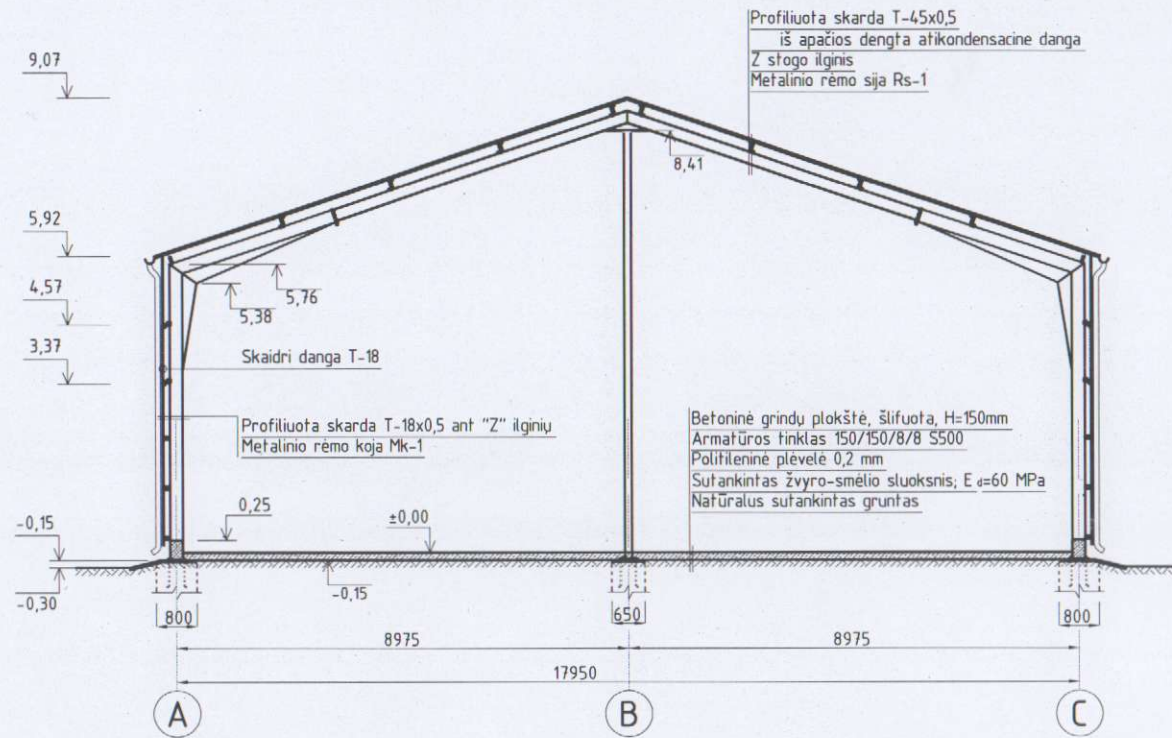 Profiliuota skarda T-45x0,5
iš apačios dengta atikondensacine danga
Z stogo ilginis
Metalinio rėmo sija Rs-1
9,07
8,41
5,92
5,76
4,57
5,38
3,37
Skaidri danga T-18
Profiliuota skarda T-18x0,5 ant "Z" ilginių
Metalinio rėmo koja Mk-1
Betoninė grindų plokštė, šlifuota, H=150mm
Armatūros tinklas 150/150/8/8 S500
Politileninė plėvelė 0,2 mm
Sutankintas žvyro-smėlio sluoksnis; E d=60 MPa
Natūralus sutankintas gruntas
0,25
±0,00
-0,15
-0,30
-0,15
800
650
800
8975
8975
17950
A
B
C